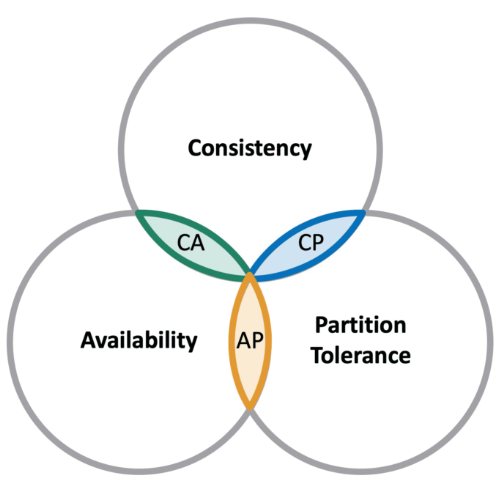 Consistency
CA
CP
Availability
AP
Partition
Tolerance